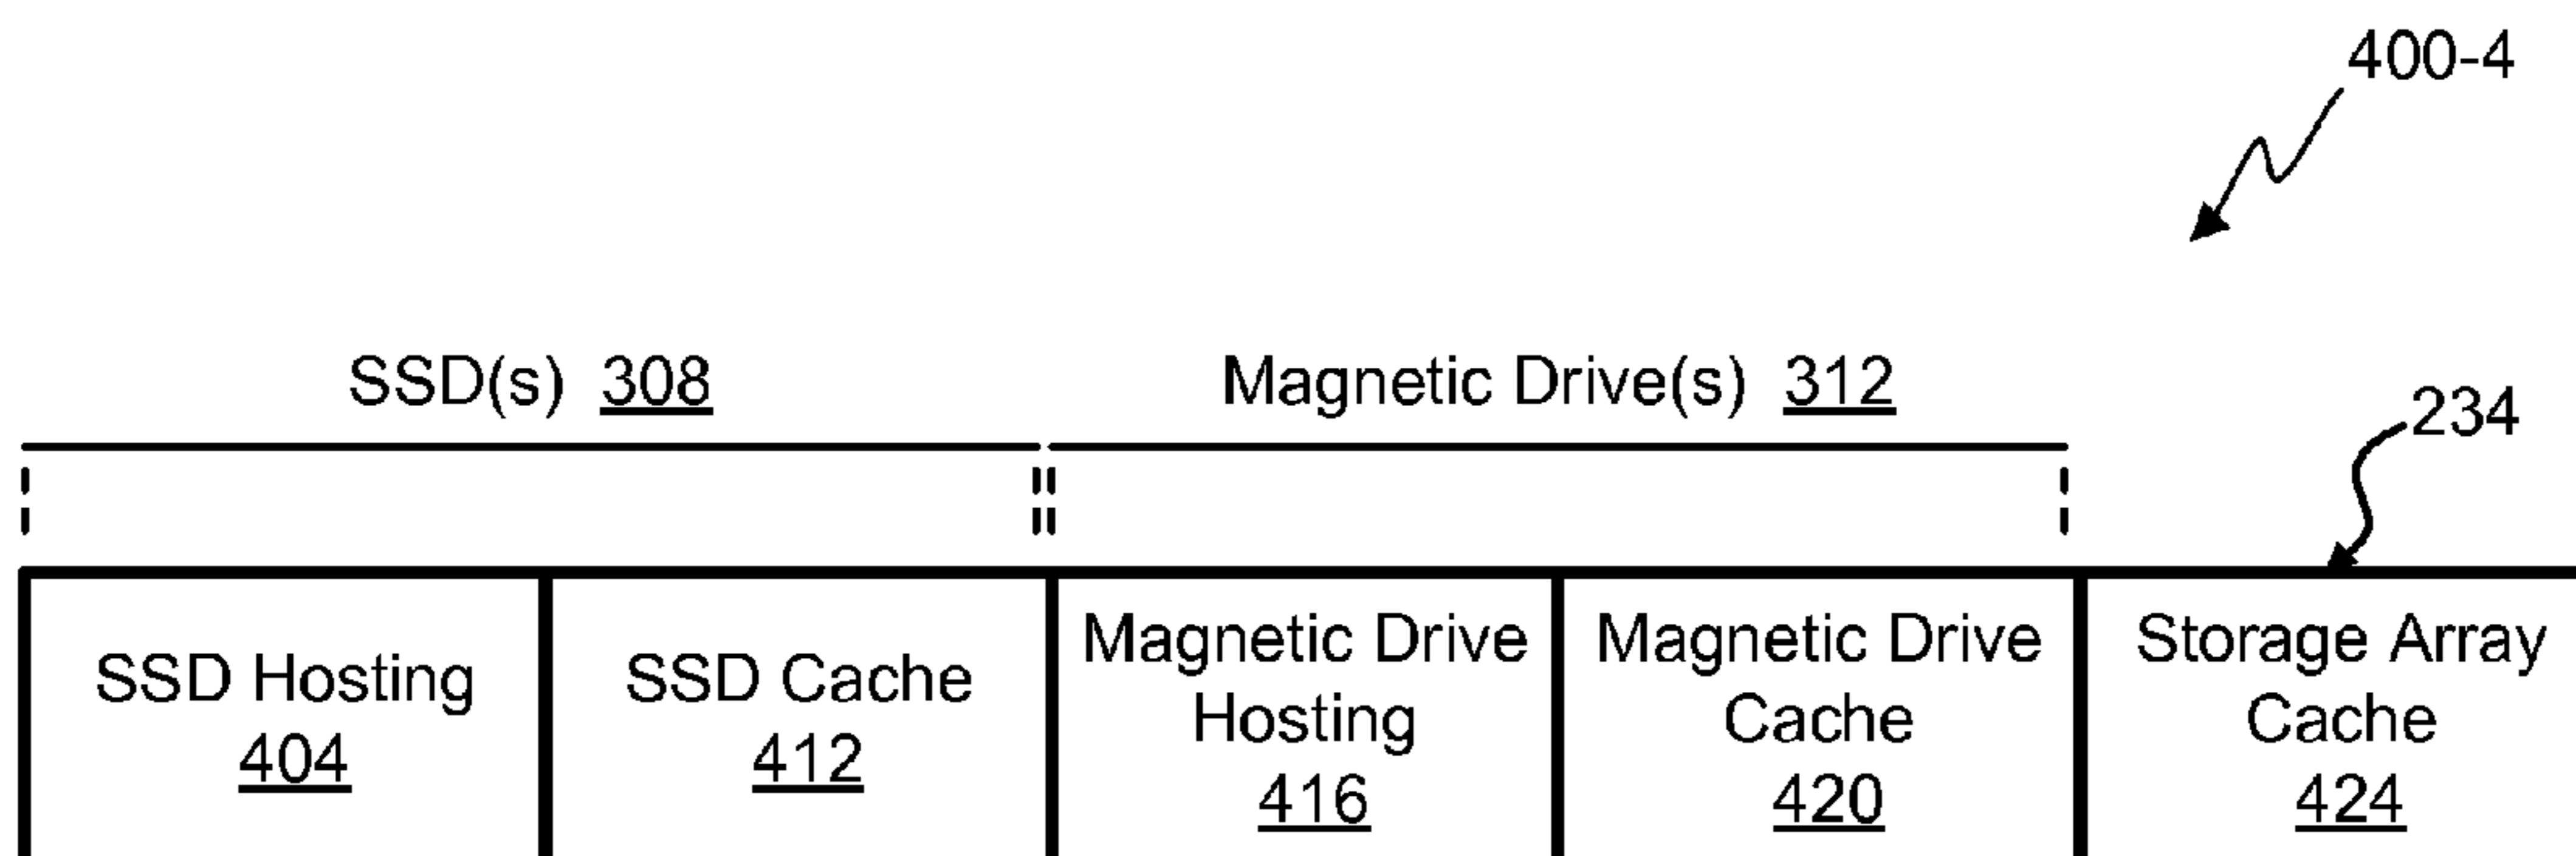 400-4
SSD(s) 308
Magnetic Drive(s) 312
234
SSD Hosting
404
SSD Cache
412
Magnetic Drive
Hosting
416
Magnetic Drive
Cache
420
Storage Array
Cache
424